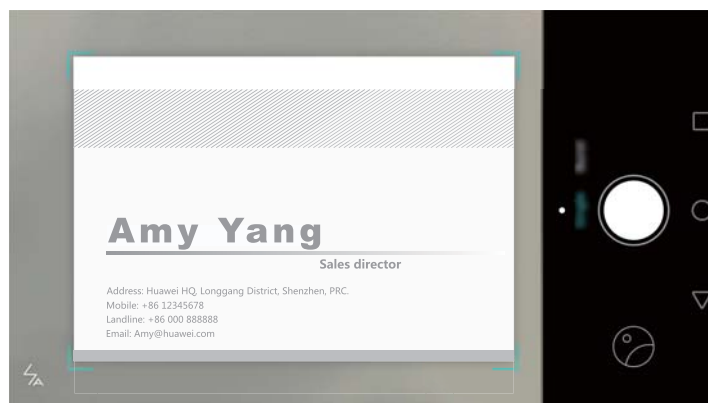 Amy Yang
Sales director
Address: Huawei HQ, Longgang District, Shenzhen, PRC.
Mobile: +86 12345678
Landline: +86 000 888888
Email: Amy@huawei.com